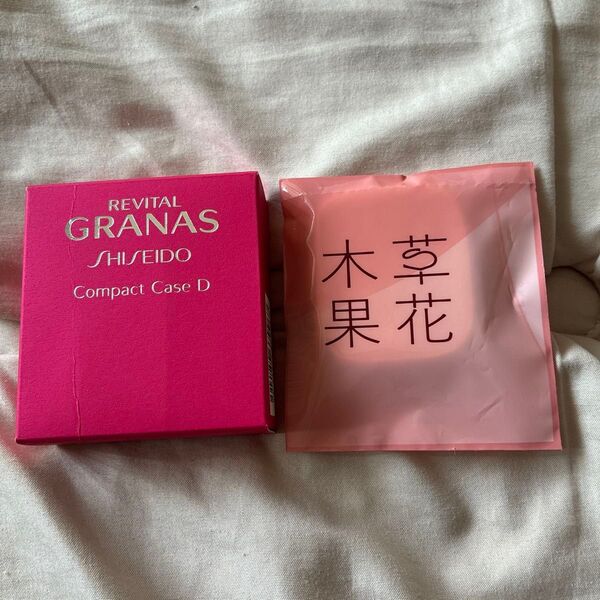 REVITAL
GRANAS
SHISEIDO
Compact Case D
草花
木果